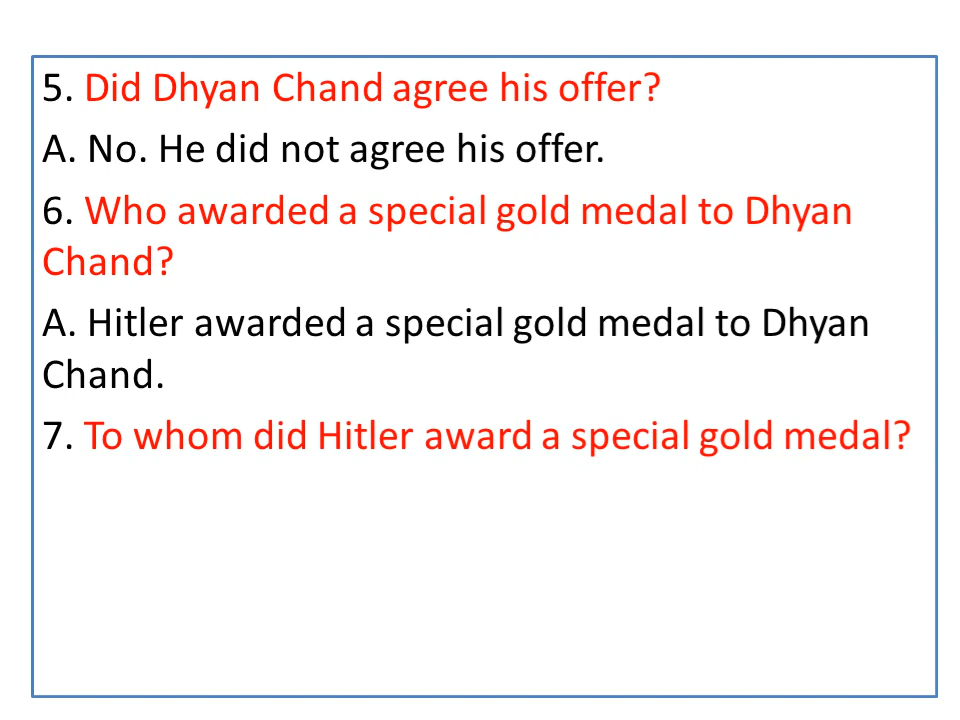 5. Did Dhyan Chand agree his offer?
A. No. He did not agree his offer.
6. Who awarded a special gold medal to Dhyan
Chand?
A. Hitler awarded a special gold medal to Dhyan
Chand.
7. To whom did Hitler award a special gold medal?